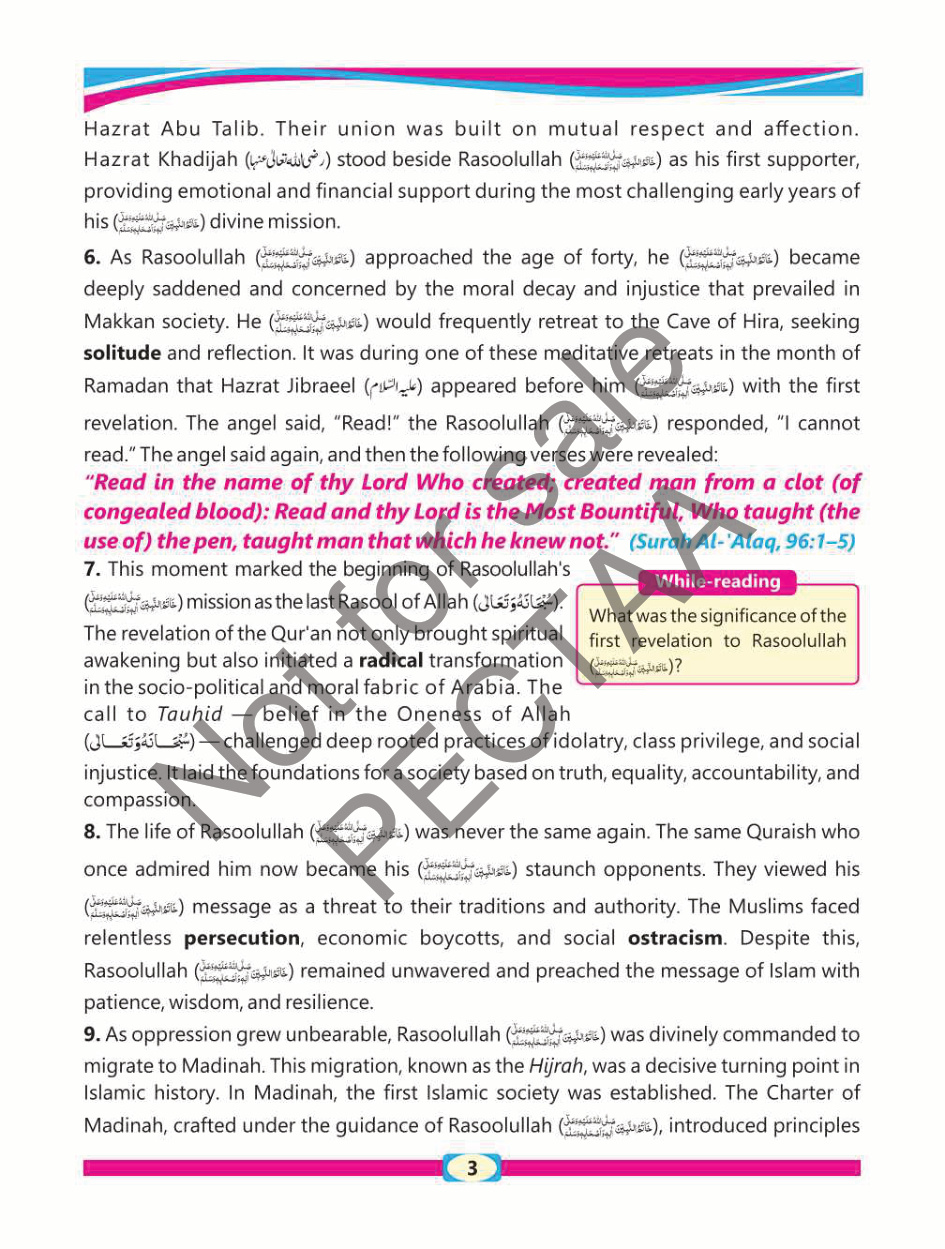 Hazrat Abu Talib. Their union was built on mutual respect and affection.
Hazrat Khadijah (رضی اللہ تعالیٰ عنہا) stood beside Rasoolullah (خَاتَمُ النَّبِيّٖنَ صَلَّى اللهُ عَلَيْهِ وَعَلٰٓى اٰلِهٖ وَاَصْحَابِهٖ وَسَلَّمَ) as his first supporter,
providing emotional and financial support during the most challenging early years of
his (خَاتَمُ النَّبِيّٖنَ صَلَّى اللهُ عَلَيْهِ وَعَلٰٓى اٰلِهٖ وَاَصْحَابِهٖ وَسَلَّمَ) divine mission.
6. As Rasoolullah (خَاتَمُ النَّبِيّٖنَ صَلَّى اللهُ عَلَيْهِ وَعَلٰٓى اٰلِهٖ وَاَصْحَابِهٖ وَسَلَّمَ) approached the age of forty, he (خَاتَمُ النَّبِيّٖنَ صَلَّى اللهُ عَلَيْهِ وَعَلٰٓى اٰلِهٖ وَاَصْحَابِهٖ وَسَلَّمَ) became
deeply saddened and concerned by the moral decay and injustice that prevailed in
Makkan society. He (خَاتَمُ النَّبِيّٖنَ صَلَّى اللهُ عَلَيْهِ وَعَلٰٓى اٰلِهٖ وَاَصْحَابِهٖ وَسَلَّمَ) would frequently retreat to the Cave of Hira, seeking
solitude and reflection. It was during one of these meditative retreats in the month of
Ramadan that Hazrat Jibraeel (علیہ السّلام) appeared before him (خَاتَمُ النَّبِيّٖنَ صَلَّى اللهُ عَلَيْهِ وَعَلٰٓى اٰلِهٖ وَاَصْحَابِهٖ وَسَلَّمَ) with the first
revelation. The angel said, “Read!” the Rasoolullah (خَاتَمُ النَّبِيّٖنَ صَلَّى اللهُ عَلَيْهِ وَعَلٰٓى اٰلِهٖ وَاَصْحَابِهٖ وَسَلَّمَ) responded, “I cannot
read.” The angel said again, and then the following verses were revealed:
“Read in the name of thy Lord Who created; created man from a clot (of
congealed blood): Read and thy Lord is the Most Bountiful, Who taught (the
use of) the pen, taught man that which he knew not.” (Surah Al-'Alaq, 96:1–5)
7. This moment marked the beginning of Rasoolullah's
(خَاتَمُ النَّبِيّٖنَ صَلَّى اللهُ عَلَيْهِ وَعَلٰٓى اٰلِهٖ وَاَصْحَابِهٖ وَسَلَّمَ) mission as the last Rasool of Allah (سُبْحَانَهٗ وَتَعَالٰى).
The revelation of the Qur'an not only brought spiritual
awakening but also initiated a radical transformation
in the socio-political and moral fabric of Arabia. The
call to Tauhid — belief in the Oneness of Allah
(سُبْحَانَهٗ وَتَعَالٰى) — challenged deep rooted practices of idolatry, class privilege, and social
injustice. It laid the foundations for a society based on truth, equality, accountability, and
compassion.
While-reading
What was the significance of the
first revelation to Rasoolullah
(خَاتَمُ النَّبِيّٖنَ صَلَّى اللهُ عَلَيْهِ وَعَلٰٓى اٰلِهٖ وَاَصْحَابِهٖ وَسَلَّمَ)?
8. The life of Rasoolullah (خَاتَمُ النَّبِيّٖنَ صَلَّى اللهُ عَلَيْهِ وَعَلٰٓى اٰلِهٖ وَاَصْحَابِهٖ وَسَلَّمَ) was never the same again. The same Quraish who
once admired him now became his (خَاتَمُ النَّبِيّٖنَ صَلَّى اللهُ عَلَيْهِ وَعَلٰٓى اٰلِهٖ وَاَصْحَابِهٖ وَسَلَّمَ) staunch opponents. They viewed his
(خَاتَمُ النَّبِيّٖنَ صَلَّى اللهُ عَلَيْهِ وَعَلٰٓى اٰلِهٖ وَاَصْحَابِهٖ وَسَلَّمَ) message as a threat to their traditions and authority. The Muslims faced
relentless persecution, economic boycotts, and social ostracism. Despite this,
Rasoolullah (خَاتَمُ النَّبِيّٖنَ صَلَّى اللهُ عَلَيْهِ وَعَلٰٓى اٰلِهٖ وَاَصْحَابِهٖ وَسَلَّمَ) remained unwavered and preached the message of Islam with
patience, wisdom, and resilience.
9. As oppression grew unbearable, Rasoolullah (خَاتَمُ النَّبِيّٖنَ صَلَّى اللهُ عَلَيْهِ وَعَلٰٓى اٰلِهٖ وَاَصْحَابِهٖ وَسَلَّمَ) was divinely commanded to
migrate to Madinah. This migration, known as the Hijrah, was a decisive turning point in
Islamic history. In Madinah, the first Islamic society was established. The Charter of
Madinah, crafted under the guidance of Rasoolullah (خَاتَمُ النَّبِيّٖنَ صَلَّى اللهُ عَلَيْهِ وَعَلٰٓى اٰلِهٖ وَاَصْحَابِهٖ وَسَلَّمَ), introduced principles
3
Not for sale
PECTAA